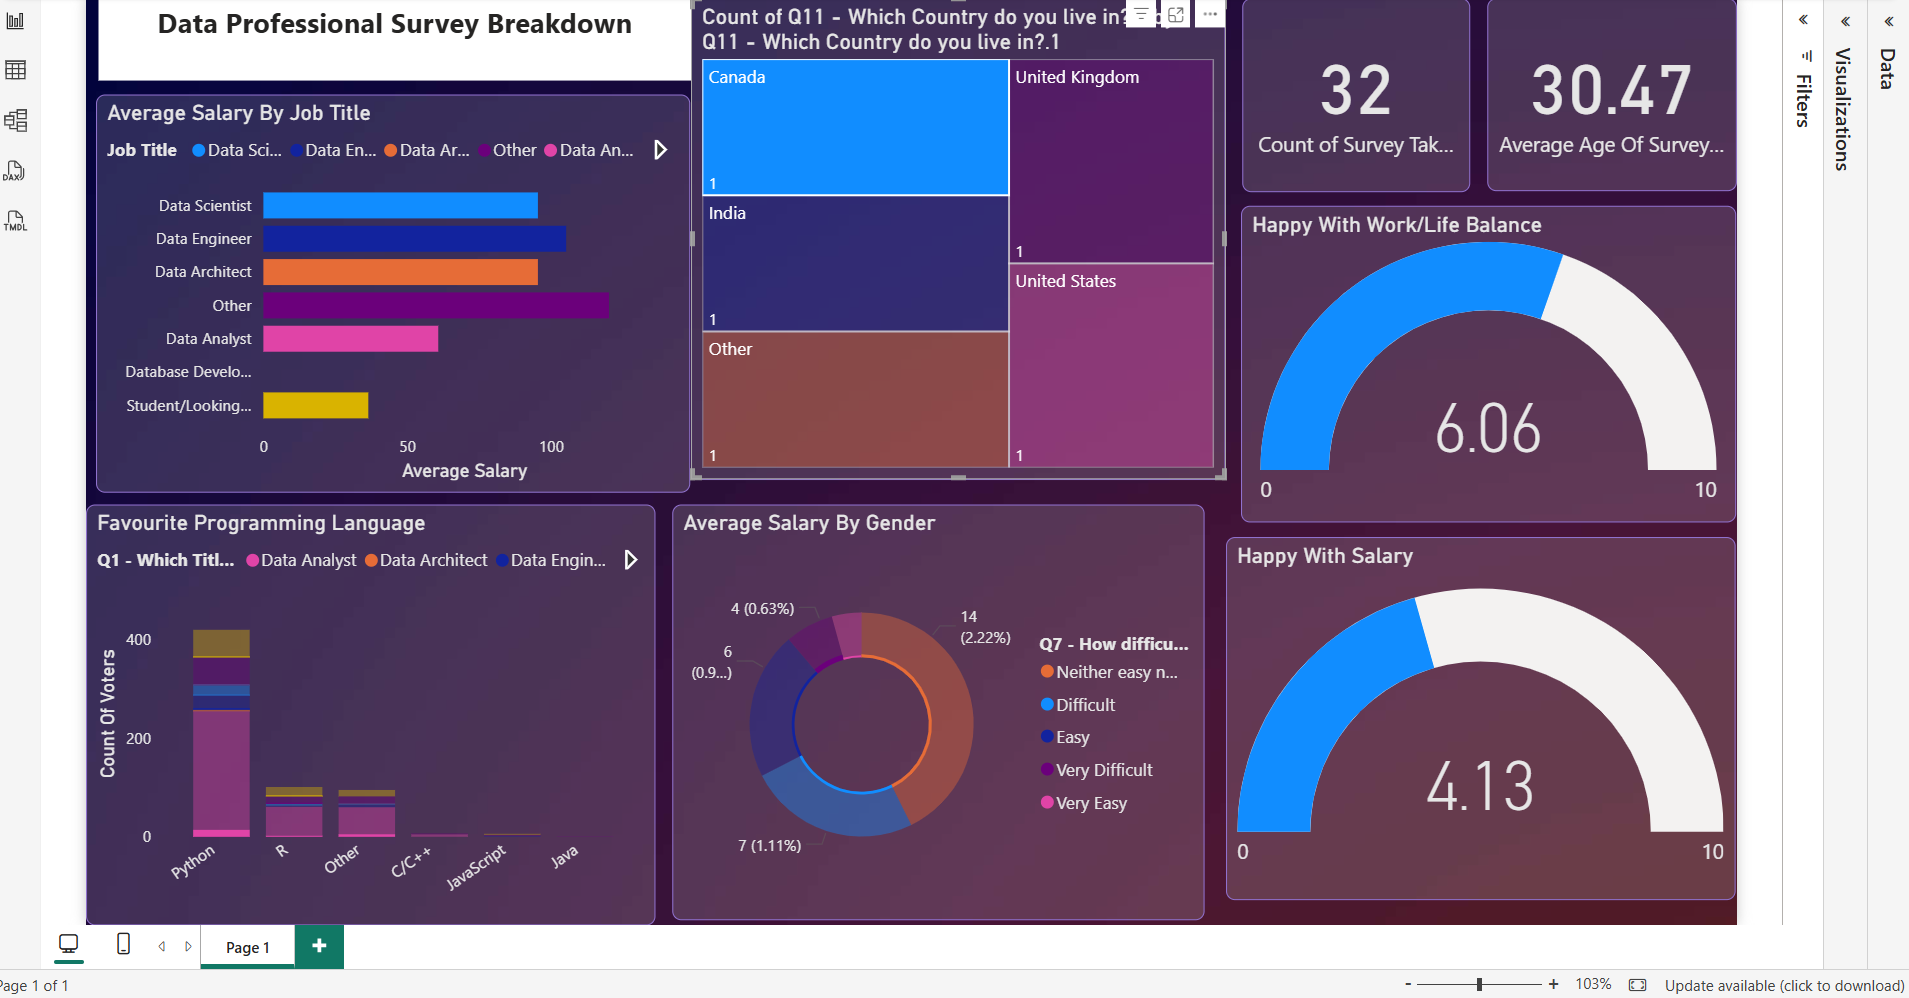 Data Professional Survey Breakdown
Count of Q11 - Which Country do you live in?
Q11 - Which Country do you live in?.1
Canada
1
India
1
Other
1
United Kingdom
1
United States
1
32
Count of Survey Tak...
30.47
Average Age Of Survey...
Average Salary By Job Title
Job Title Data Sci... Data En... Data Ar... Other Data An...
Data Scientist
Data Engineer
Data Architect
Other
Data Analyst
Database Develo...
Student/Looking...
0 50 100
Average Salary
Happy With Work/Life Balance
6.06
0 10
Favourite Programming Language
Q1 - Which Titl... Data Analyst Data Architect Data Engin...
Count Of Voters
400
200
0
Python R Other C/C++ JavaScript Java
Average Salary By Gender
4 (0.63%)
14
(2.22%)
6
(0.9...)
7 (1.11%)
Q7 - How difficu...
Neither easy n...
Difficult
Easy
Very Difficult
Very Easy
Happy With Salary
4.13
0 10
Filters
Visualizations
Data
DAX
TMDL
Page 1
+
Page 1 of 1
- + 103% Update available (click to download)